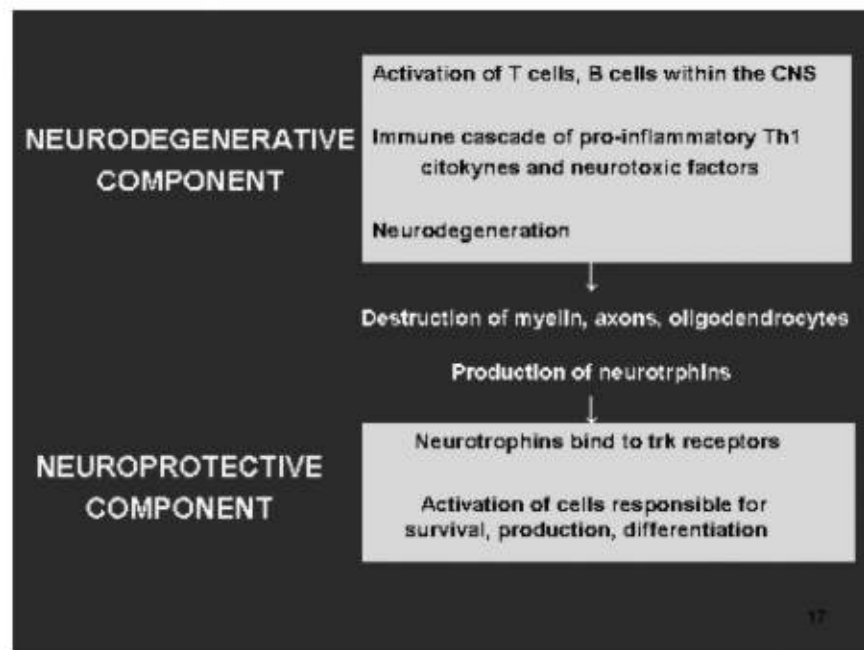 NEURODEGENERATIVE
COMPONENT
Activation of T cells, B cells within the CNS
Immune cascade of pro-inflammatory Th1
citokynes and neurotoxic factors
Neurodegeneration
Destruction of myelin, axons, oligodendrocytes
Production of neurotrphins
NEUROPROTECTIVE
COMPONENT
Neurotrophins bind to trk receptors
Activation of cells responsible for
survival, production, differentiation
17